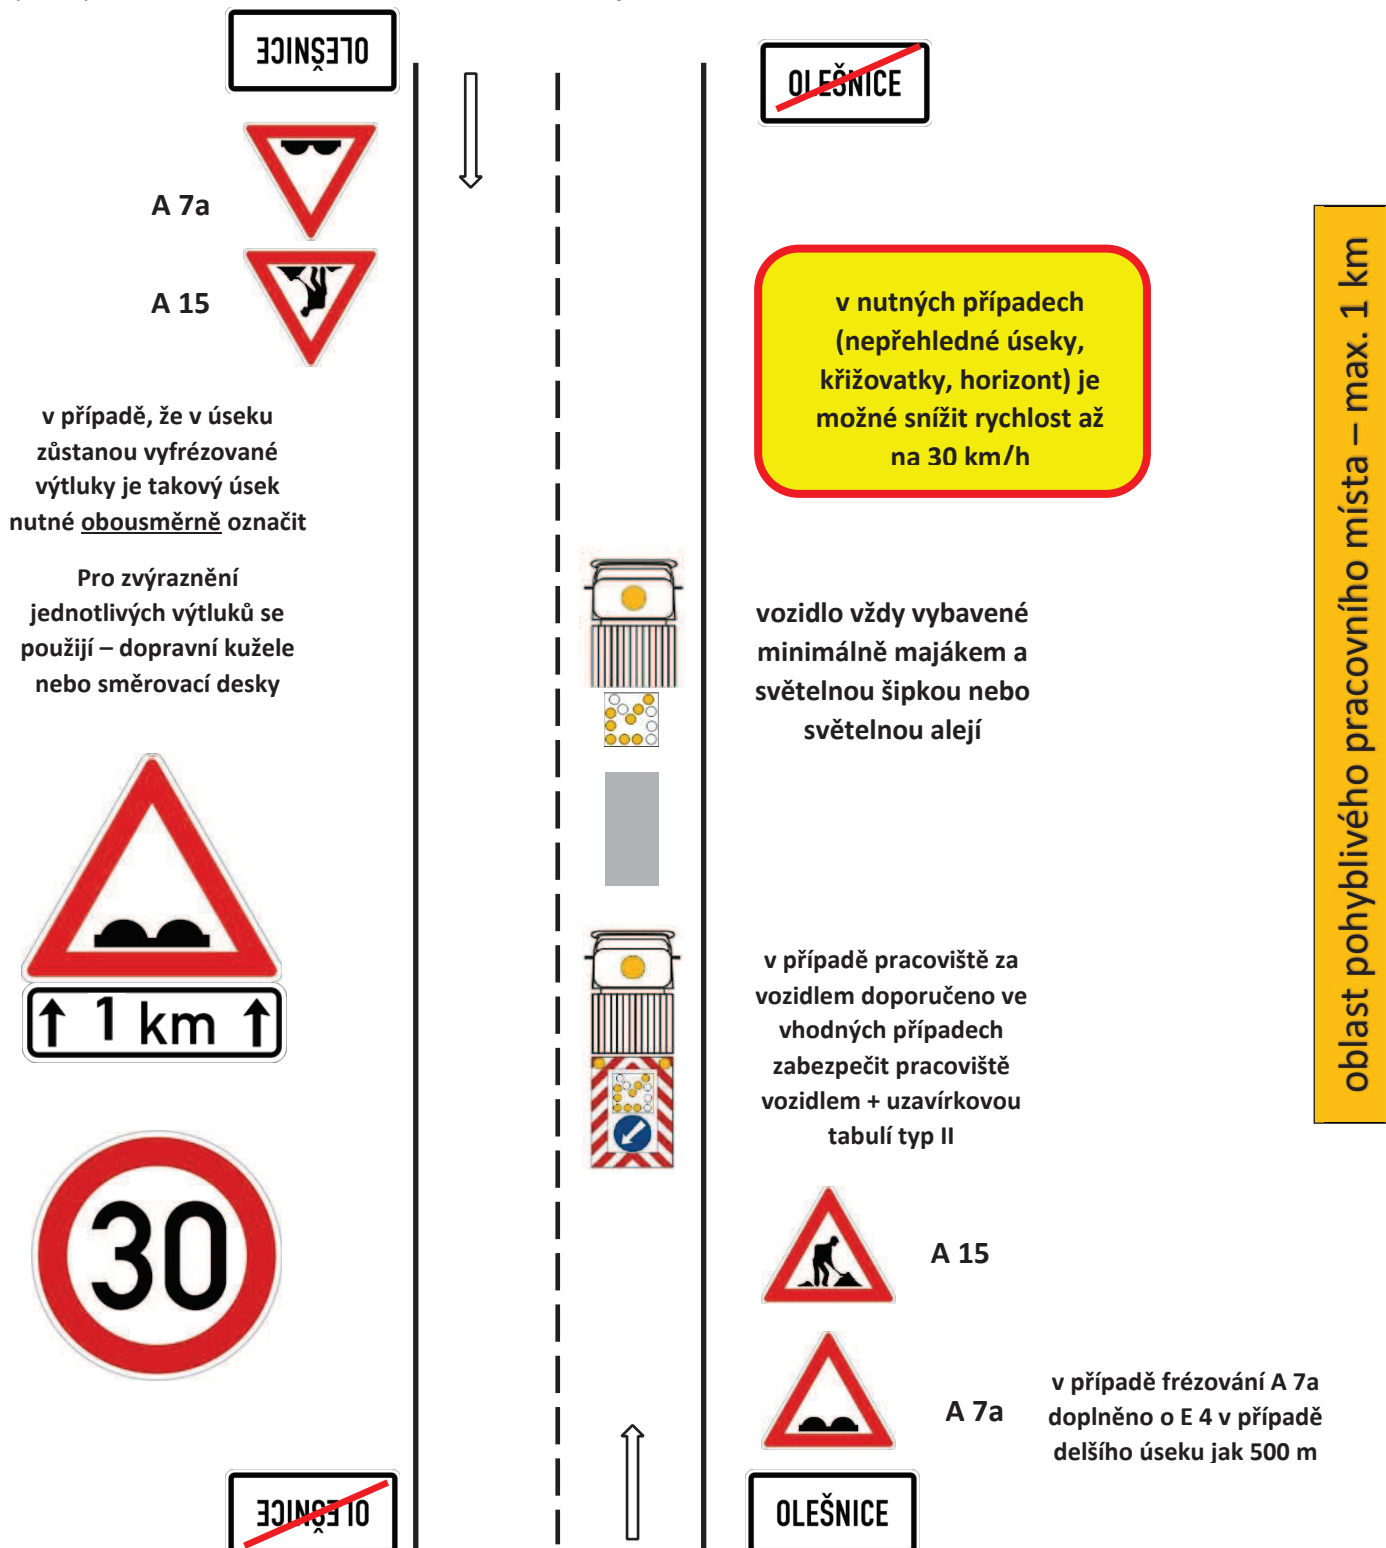 OLEŠNICE
OLEŠNICE
A 7a
A 15
v nutných případech
(nepřehledné úseky,
křižovatky, horizont) je
možné snížit rychlost až
na 30 km/h
oblast pohyblivého pracovního místa – max. 1 km
v případě, že v úseku
zůstanou vyfrézované
výtluky je takový úsek
nutné obousměrně označit
Pro zvýraznění
jednotlivých výtluků se
použijí – dopravní kužele
nebo směrovací desky
vozidlo vždy vybavené
minimálně majákem a
světelnou šipkou nebo
světelnou alejí
1 km
v případě pracoviště za
vozidlem doporučeno ve
vhodných případech
zabezpečit pracoviště
vozidlem + uzavírkovou
tabulí typ II
30
A 15
A 7a
v případě frézování A 7a
doplněno o E 4 v případě
delšího úseku jak 500 m
OLEŠNICE
OLEŠNICE